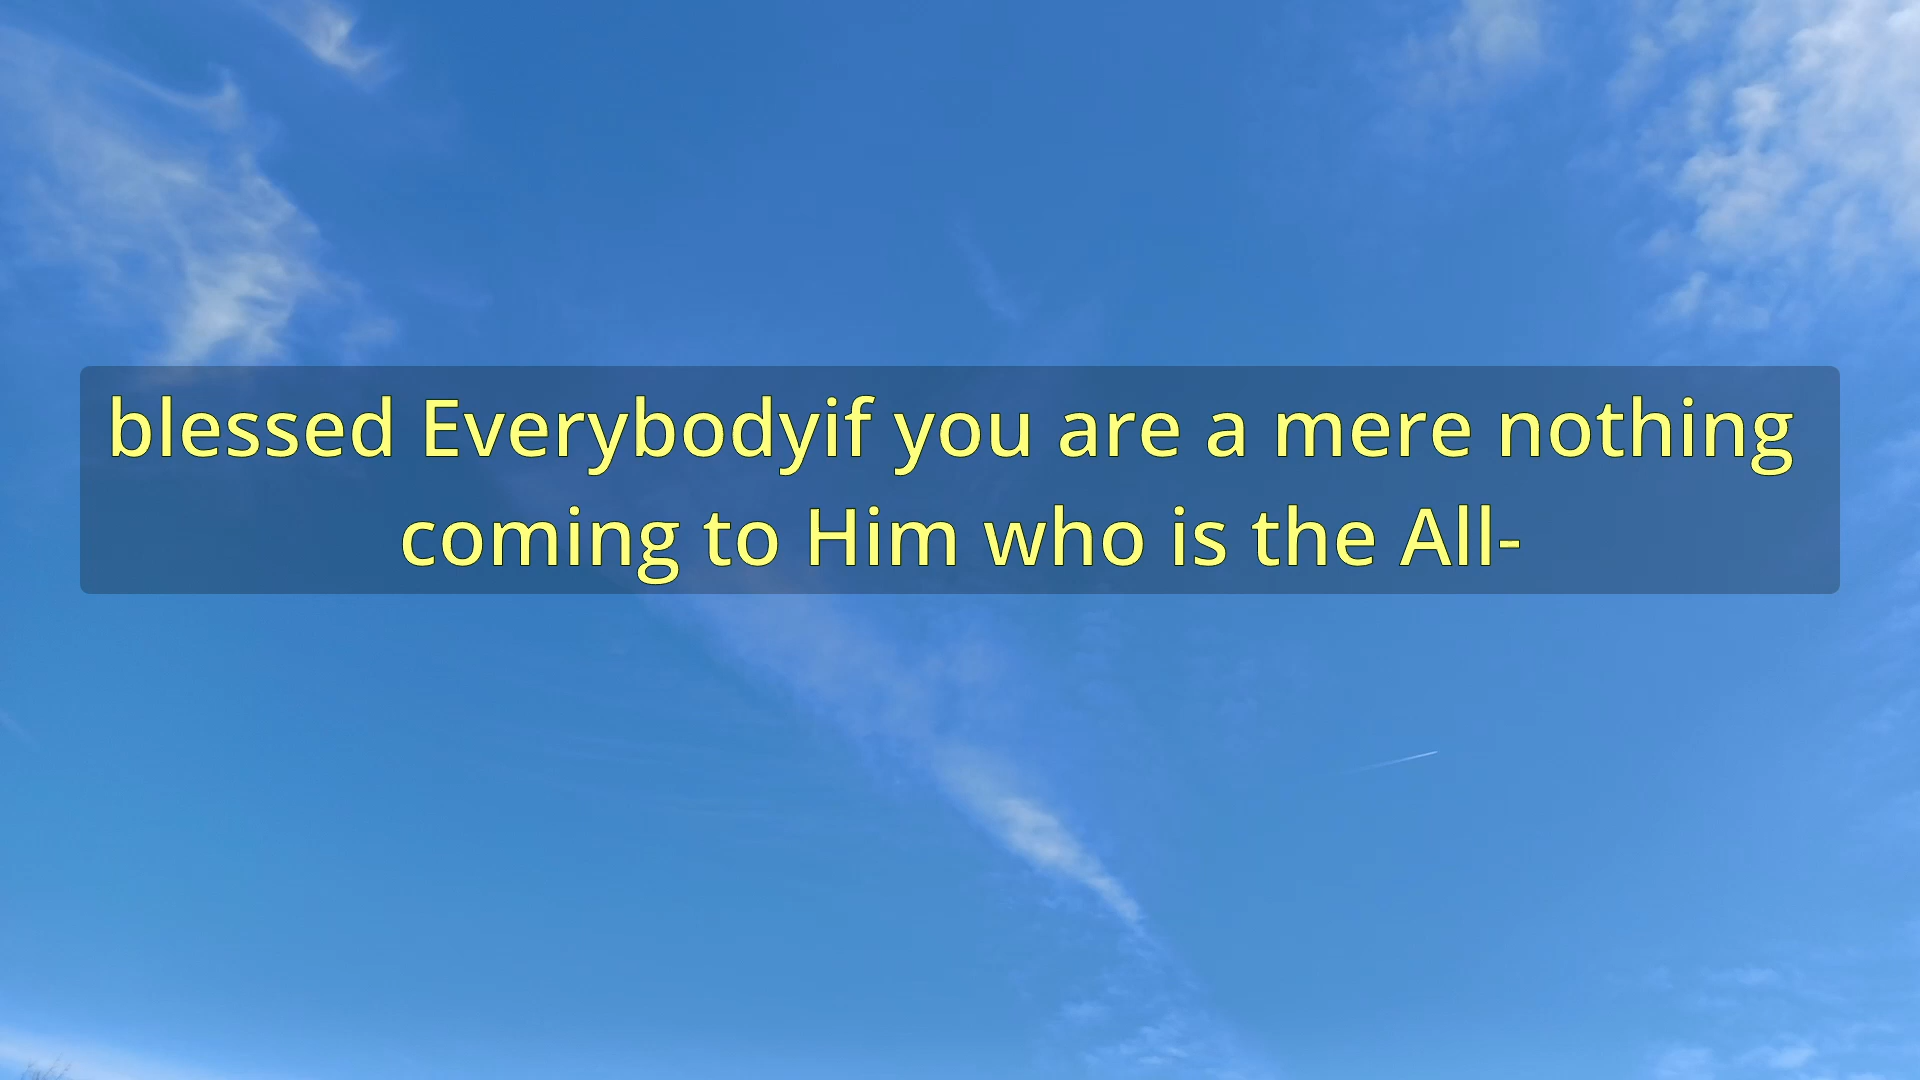 blessed Everybodyif you are a mere nothing
coming to Him who is the All-